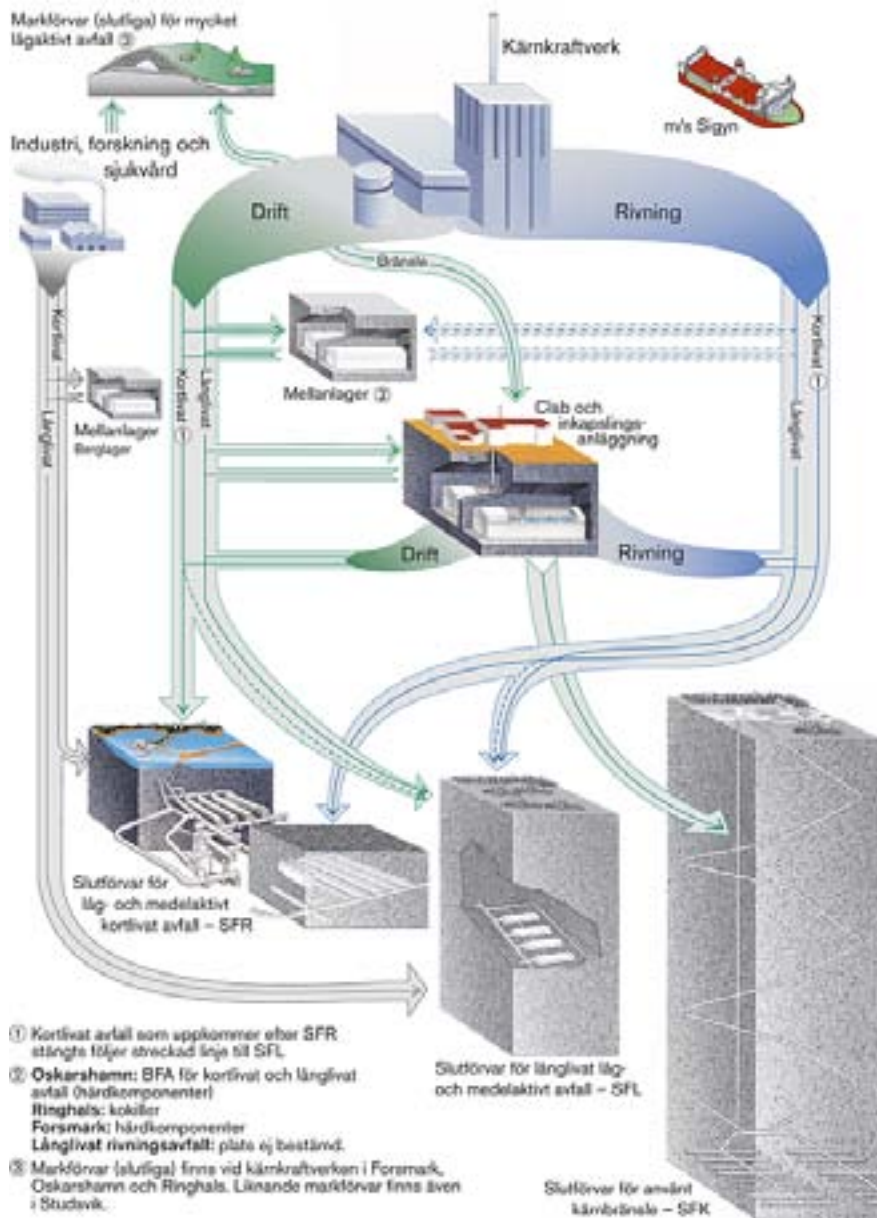 Markförvar (slutliga) för mycket
lågaktivt avfall ③
Kärnkraftverk
m/s Sigyn
Industri, forskning och
sjukvård
Drift
Rivning
Bränsle
Kortlivat
Långlivat
Mellanlager
Berglager
Kortlivat ①
Långlivat
Mellanlager ②
Clab och
inkapslings-
anläggning
Kortlivat ①
Långlivat
Drift
Rivning
Slutförvar för
låg- och medelaktivt
kortlivat avfall – SFR
Slutförvar för långlivat låg-
och medelaktivt avfall – SFL
Slutförvar för använt
kärnbränsle – SFK
① Kortlivat avfall som uppkommer efter SFR
stängts följer streckad linje till SFL
② Oskarshamn: BFA för kortlivat och långlivat
avfall (härdkomponenter)
Ringhals: kokiller
Forsmark: härdkomponenter
Långlivat rivningsavfall: plats ej bestämd.
③ Markförvar (slutliga) finns vid kärnkraftverken i Forsmark,
Oskarshamn och Ringhals. Liknande markförvar finns även
i Studsvik.